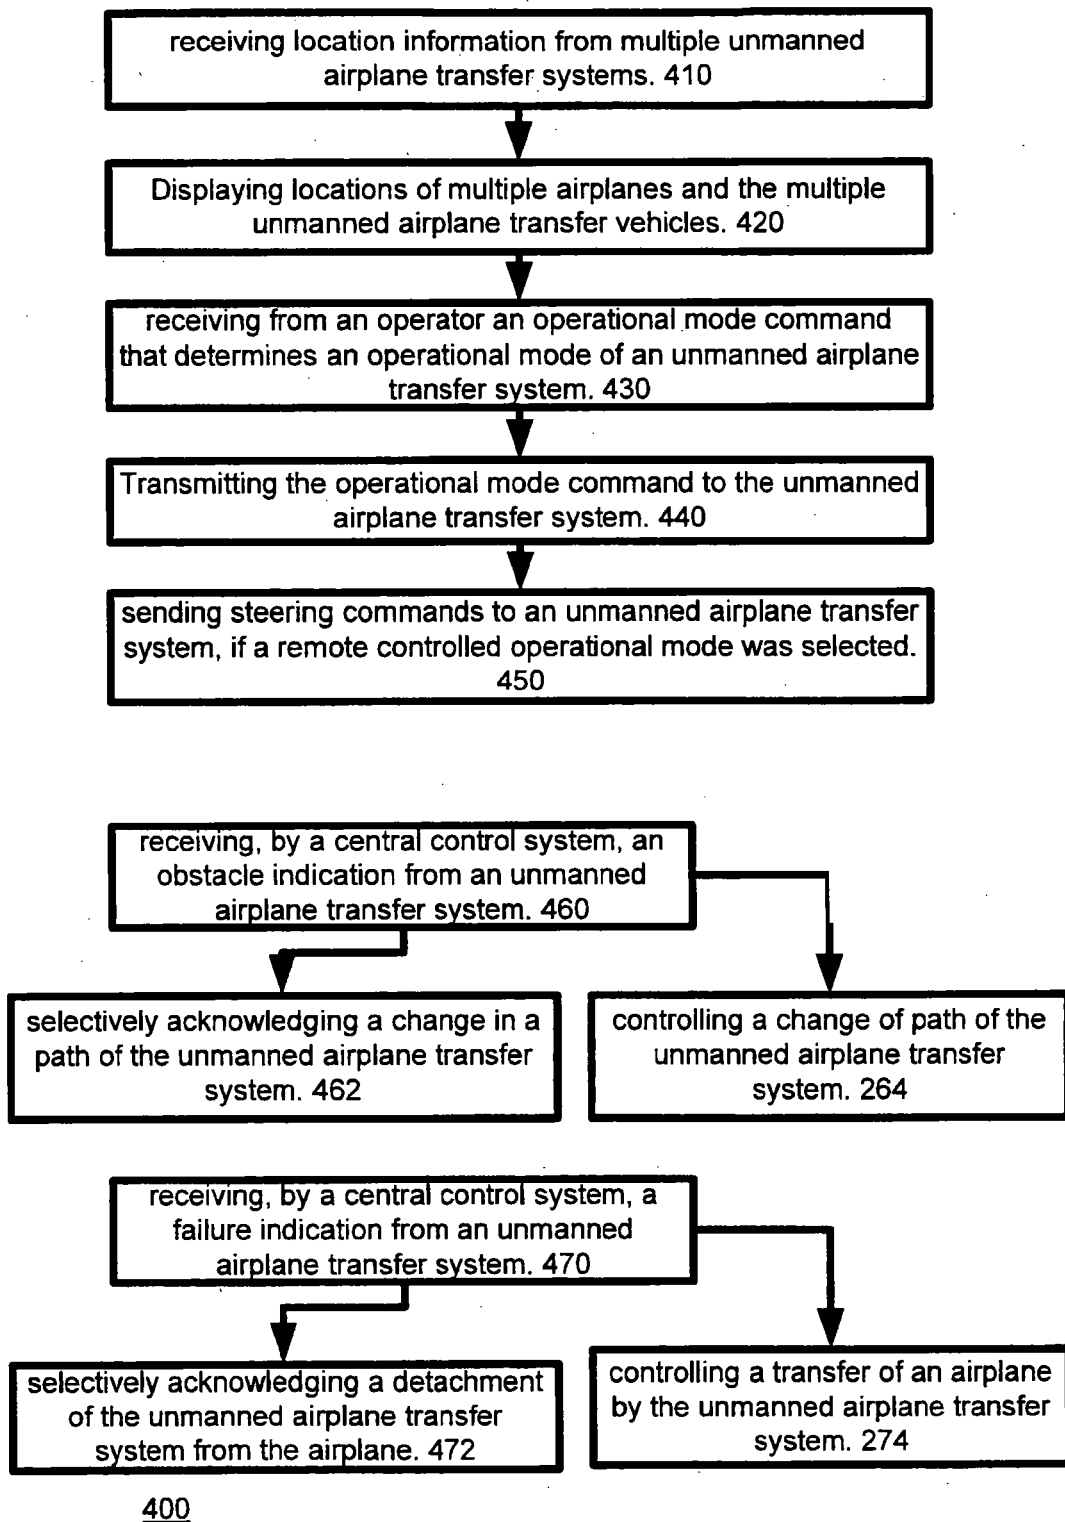 receiving location information from multiple unmanned
airplane transfer systems. 410
Displaying locations of multiple airplanes and the multiple
unmanned airplane transfer vehicles. 420
receiving from an operator an operational mode command
that determines an operational mode of an unmanned airplane
transfer system. 430
Transmitting the operational mode command to the unmanned
airplane transfer system. 440
sending steering commands to an unmanned airplane transfer
system, if a remote controlled operational mode was selected.
450
receiving, by a central control system, an
obstacle indication from an unmanned
airplane transfer system. 460
selectively acknowledging a change in a
path of the unmanned airplane transfer
system. 462
controlling a change of path of the
unmanned airplane transfer
system. 264
receiving, by a central control system, a
failure indication from an unmanned
airplane transfer system. 470
selectively acknowledging a detachment
of the unmanned airplane transfer
system from the airplane. 472
controlling a transfer of an airplane
by the unmanned airplane transfer
system. 274
400